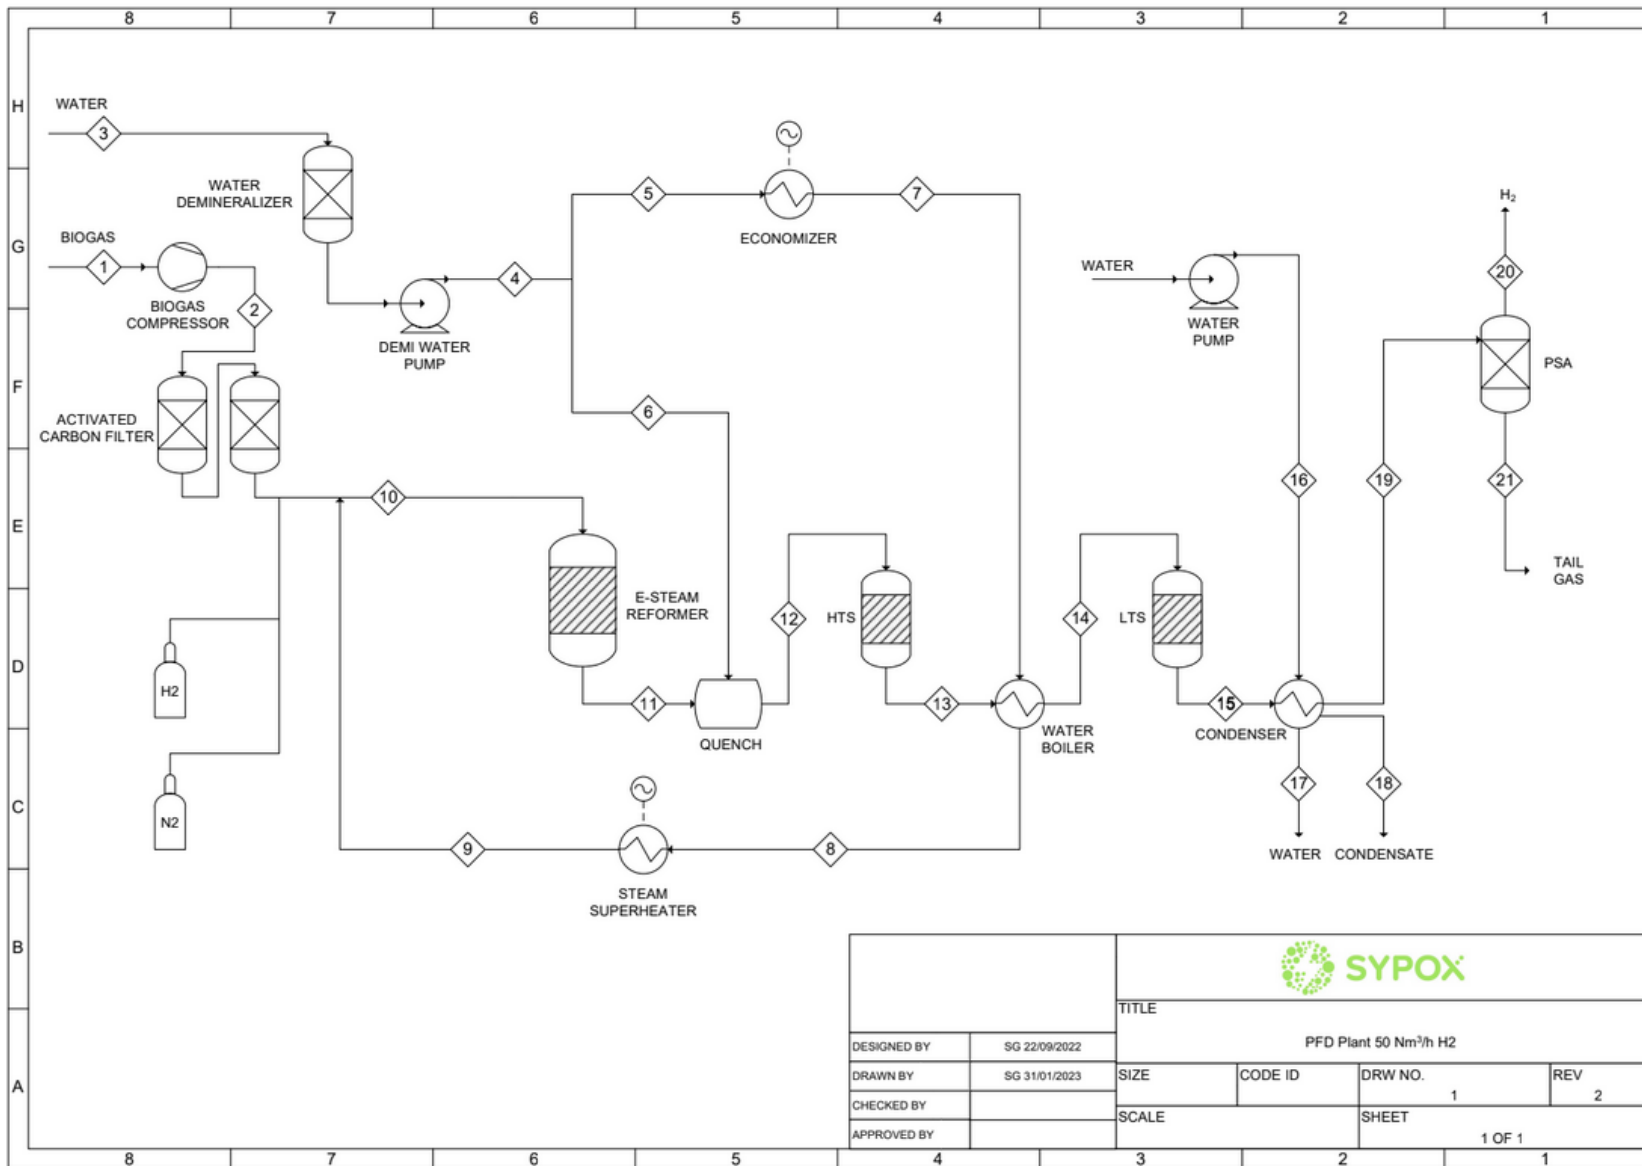 8 7 6 5 4 3 2 1
H
G
F
E
D
C
B
A
WATER
3
WATER
DEMINERALIZER
BIOGAS
1
BIOGAS
COMPRESSOR
2
ACTIVATED
CARBON FILTER
DEMI WATER
PUMP
4
5
6
ECONOMIZER
7
WATER
WATER
PUMP
H₂
20
PSA
21
TAIL
GAS
16
19
10
E-STEAM
REFORMER
11
QUENCH
12
HTS
13
WATER
BOILER
14
LTS
15
CONDENSER
17
18
WATER
CONDENSATE
H2
N2
9
STEAM
SUPERHEATER
8
SYPOX
TITLE
PFD Plant 50 Nm³/h H2
DESIGNED BY SG 22/09/2022
DRAWN BY SG 31/01/2023
CHECKED BY
APPROVED BY
SIZE
CODE ID
DRW NO.
1
REV
2
SCALE
SHEET
1 OF 1
8 7 6 5 4 3 2 1